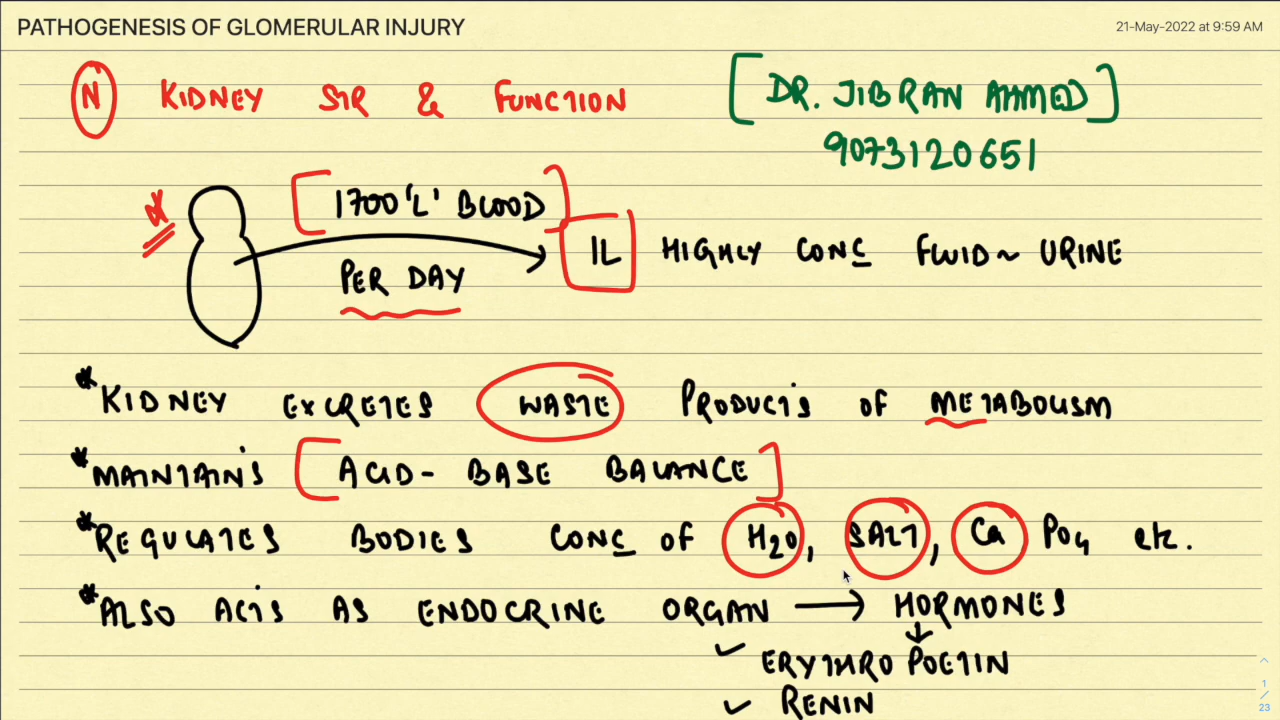 PATHOGENESIS OF GLOMERULAR INJURY
21-May-2022 at 9:59 AM
N KIDNEY STR & FUNCTION
[DR. JIBRAN AHMED]
9073120651
* [1700 'L' BLOOD]
PER DAY
1L HIGHLY CONC FLUID ~ URINE
*KIDNEY EXCRETES WASTE PRODUCTS OF METABOLISM
*MAINTAINS [ACID-BASE BALANCE]
*REGULATES BODIES CONC OF H2O, SALT, Ca PO4 etc.
*ALSO ACTS AS ENDOCRINE ORGAN → HORMONES
↓
✓ ERYTHROPOETIN
✓ RENIN
1
/
23